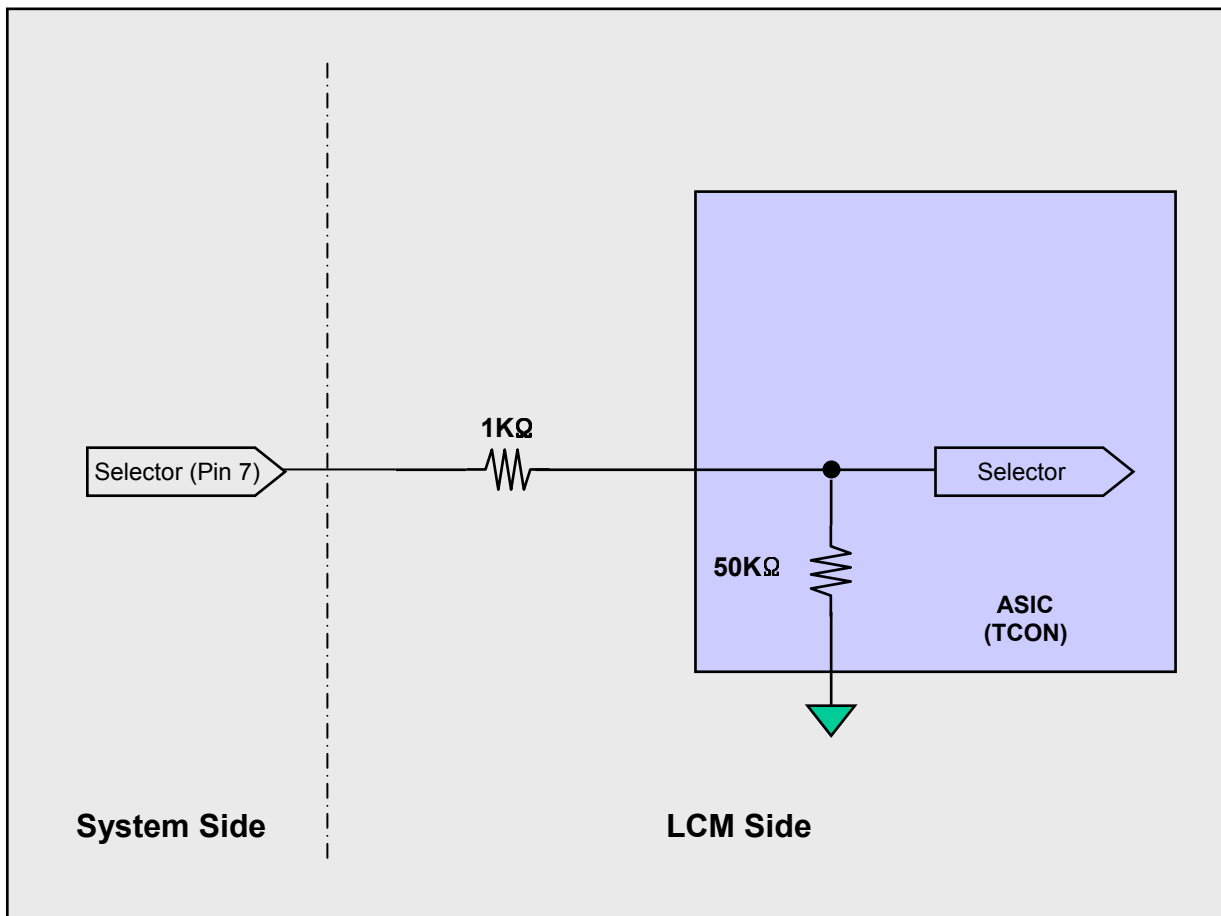 1KΩ
Selector (Pin 7)
Selector
50KΩ
ASIC
(TCON)
System Side
LCM Side